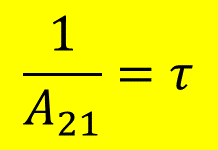 1/A₂₁ = τ